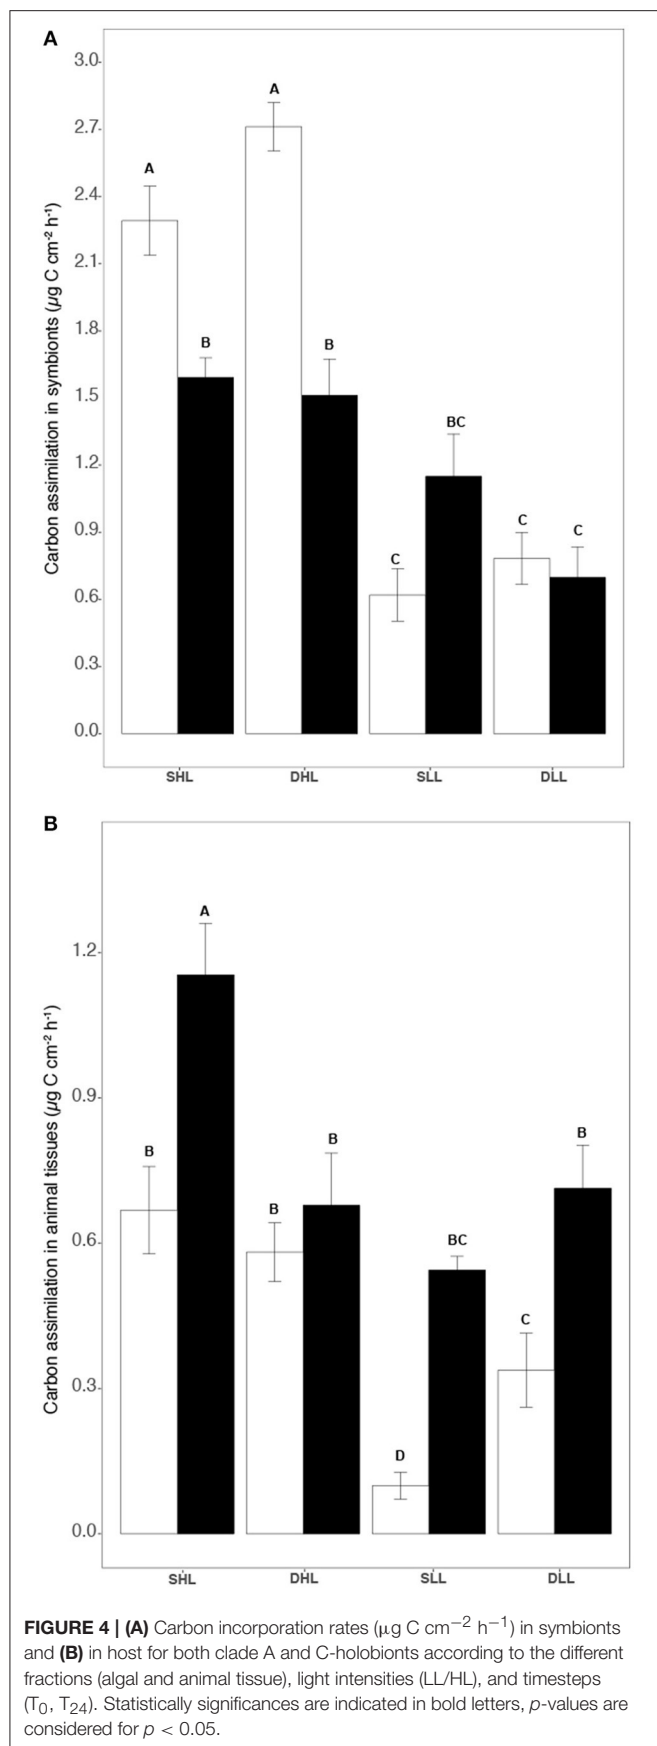 A
Carbon assimilation in symbionts (µg C cm⁻² h⁻¹)
3.0
2.7
2.4
2.1
1.8
1.5
1.2
0.9
0.6
0.3
0.0
A
B
A
B
C
BC
C
C
SHL DHL SLL DLL
B
Carbon assimilation in animal tissues (µg C cm⁻² h⁻¹)
1.2
0.9
0.6
0.3
0.0
B
A
B
B
D
BC
C
B
SHL DHL SLL DLL
FIGURE 4 | (A) Carbon incorporation rates (µg C cm⁻² h⁻¹) in symbionts
and (B) in host for both clade A and C-holobionts according to the different
fractions (algal and animal tissue), light intensities (LL/HL), and timesteps
(T₀, T₂₄). Statistically significances are indicated in bold letters, p-values are
considered for p < 0.05.